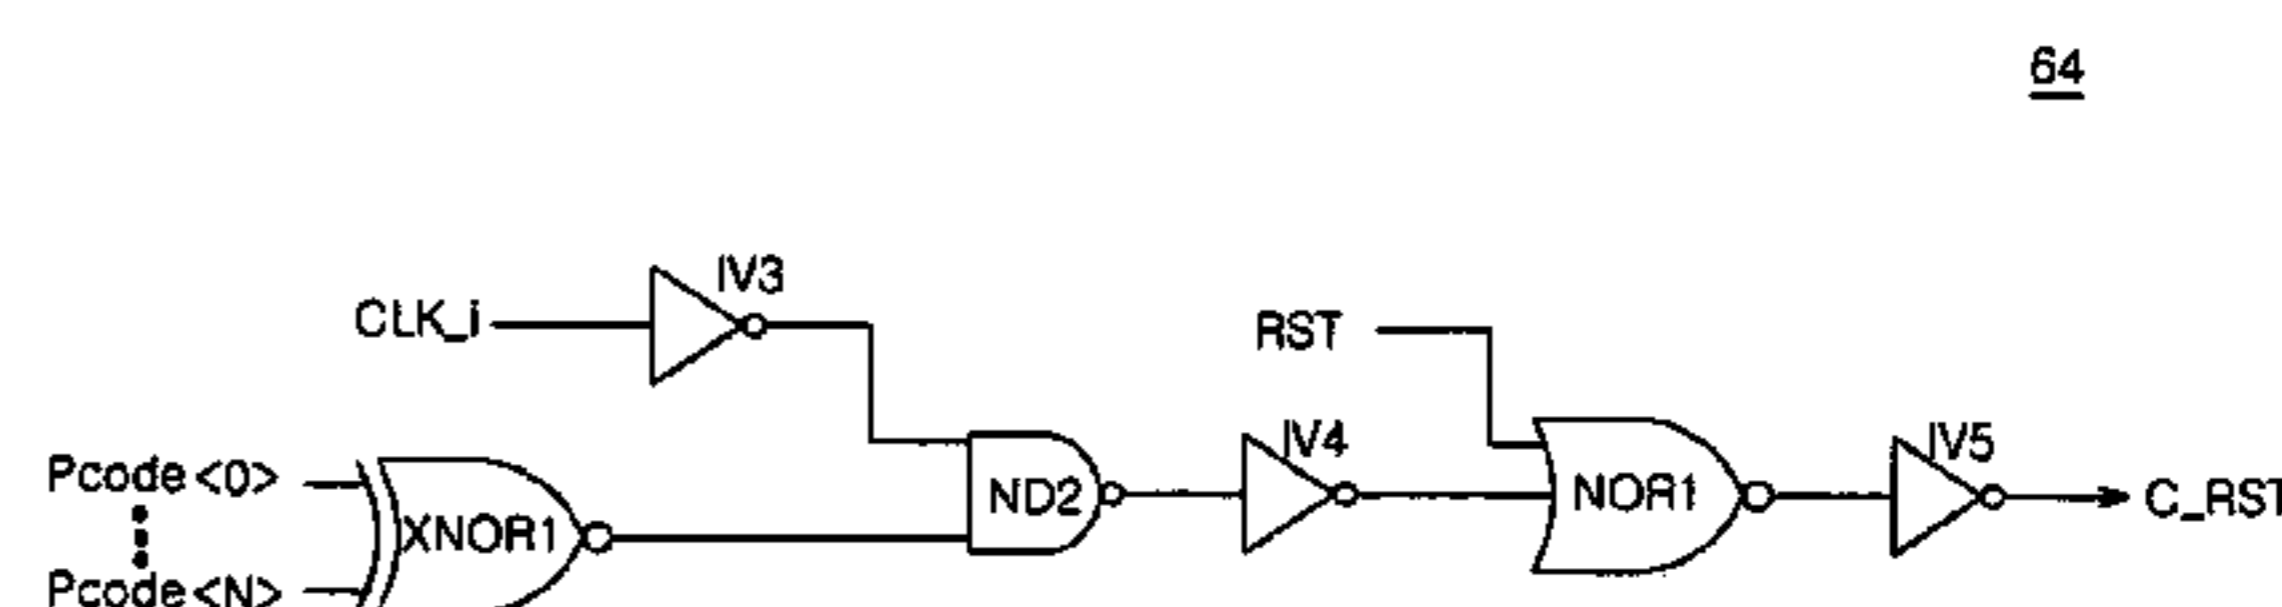 64
IV3
CLK_i
RST
IV4
IV5
Pcode<0>
ND2
NOR1
C_RST
XNOR1
Pcode<N>